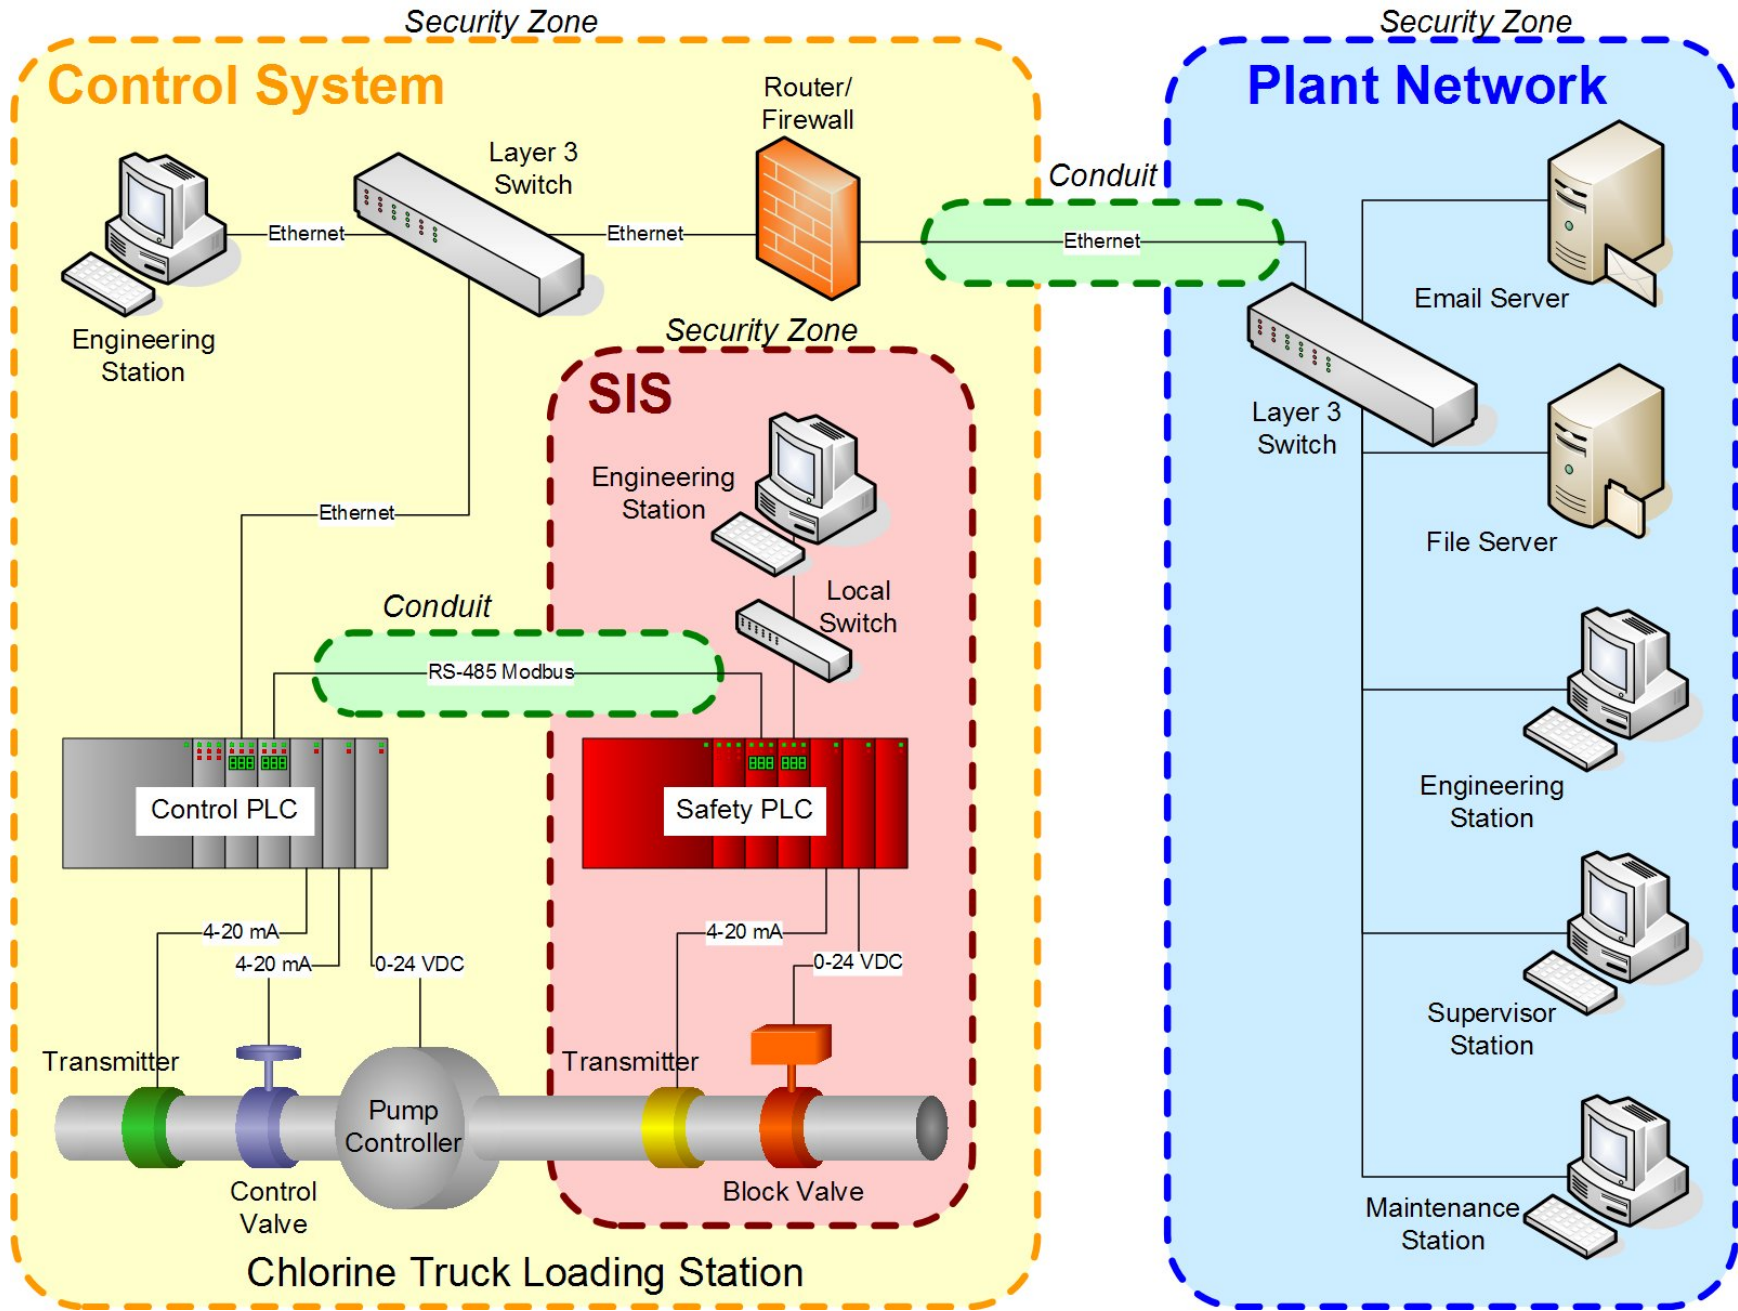 Security Zone
Control System
Router/
Firewall
Layer 3
Switch
Ethernet
Ethernet
Engineering
Station
Ethernet
Conduit
Ethernet
Security Zone
SIS
Engineering
Station
Local
Switch
Conduit
RS-485 Modbus
Control PLC
Safety PLC
4-20 mA
4-20 mA
0-24 VDC
4-20 mA
0-24 VDC
Transmitter
Control
Valve
Pump
Controller
Transmitter
Block Valve
Chlorine Truck Loading Station
Security Zone
Plant Network
Email Server
Layer 3
Switch
File Server
Engineering
Station
Supervisor
Station
Maintenance
Station